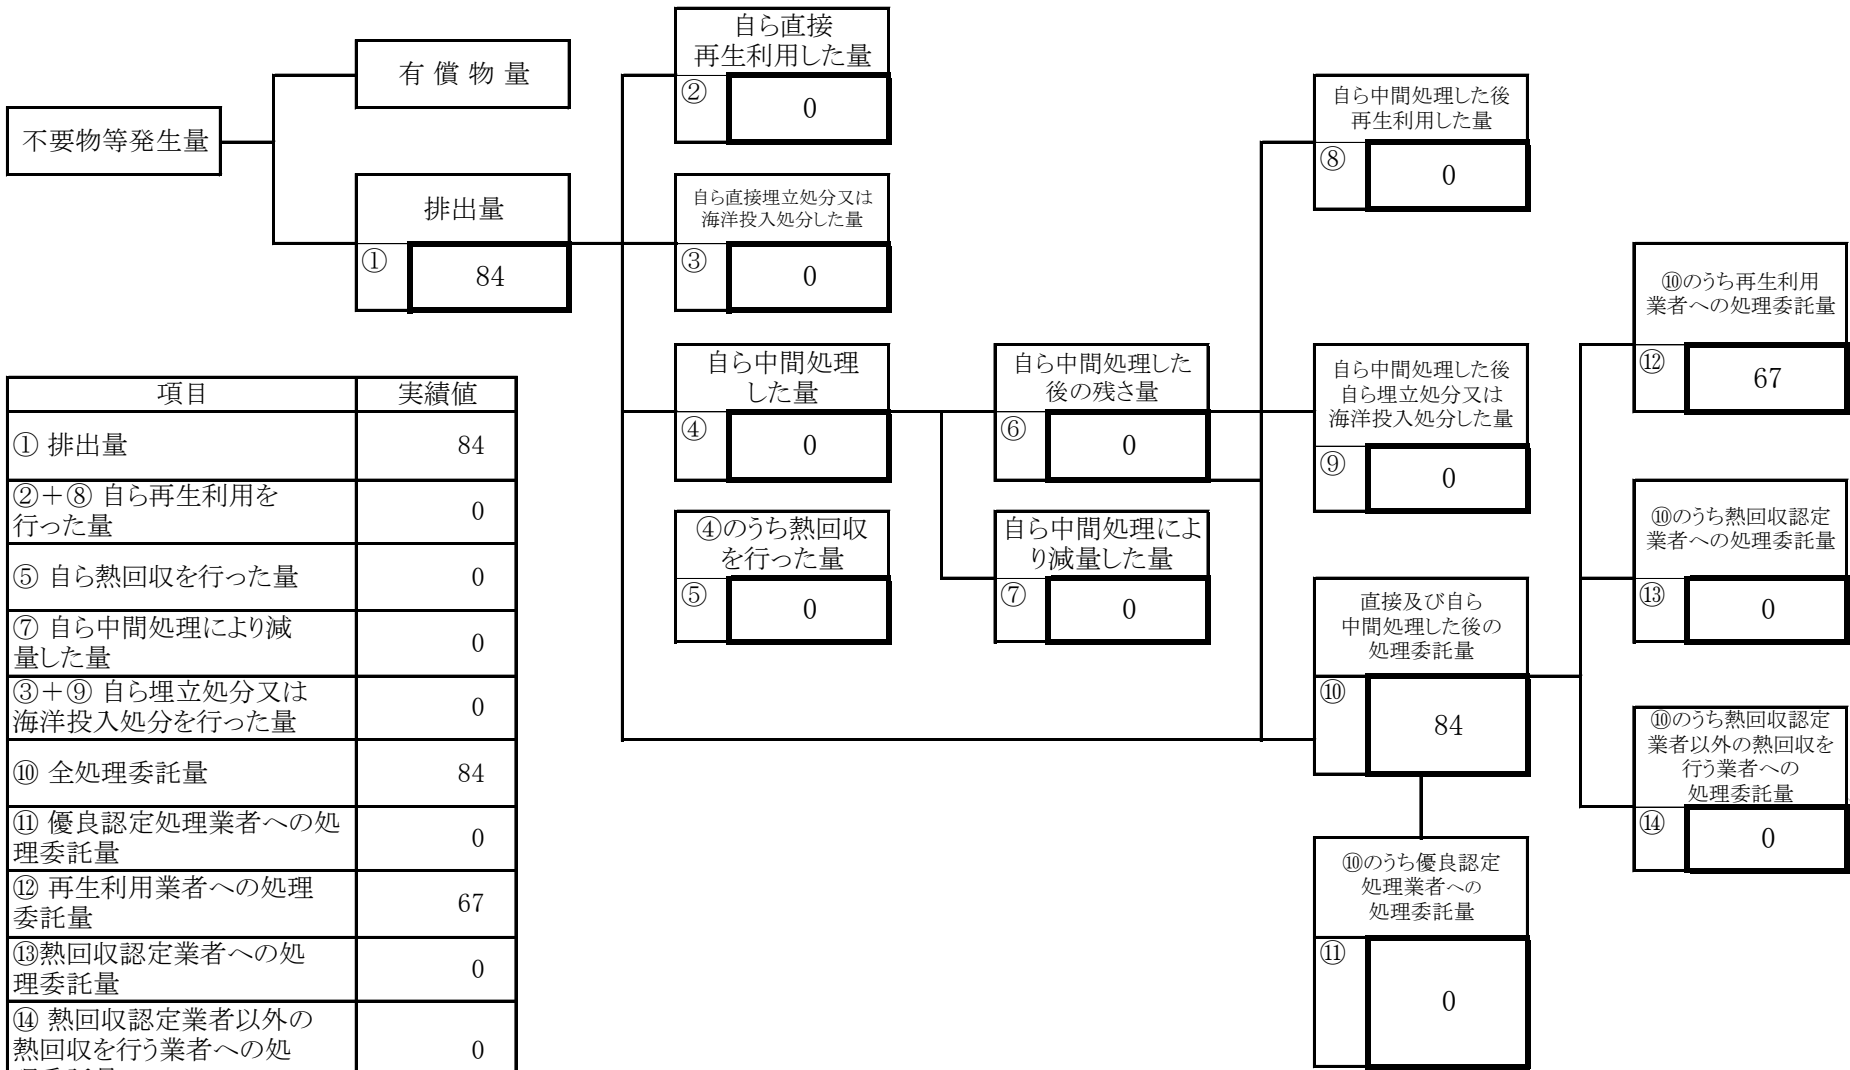 不要物等発生量
有償物量
排出量
①
84
自ら直接
再生利用した量
②
0
自ら直接埋立処分又は
海洋投入処分した量
③
0
自ら中間処理
した量
④
0
④のうち熱回収
を行った量
⑤
0
自ら中間処理した
後の残さ量
⑥
0
自ら中間処理によ
り減量した量
⑦
0
自ら中間処理した後
再生利用した量
⑧
0
自ら中間処理した後
自ら埋立処分又は
海洋投入処分した量
⑨
0
直接及び自ら
中間処理した後の
処理委託量
⑩
84
⑩のうち優良認定
処理業者への
処理委託量
⑪
0
⑩のうち再生利用
業者への処理委託量
⑫
67
⑩のうち熱回収認定
業者への処理委託量
⑬
0
⑩のうち熱回収認定
業者以外の熱回収を
行う業者への
処理委託量
⑭
0
項目 実績値
① 排出量 84
②+⑧ 自ら再生利用を
行った量 0
⑤ 自ら熱回収を行った量 0
⑦ 自ら中間処理により減
量した量 0
③+⑨ 自ら埋立処分又は
海洋投入処分を行った量 0
⑩ 全処理委託量 84
⑪ 優良認定処理業者への処
理委託量 0
⑫ 再生利用業者への処理
委託量 67
⑬熱回収認定業者への処
理委託量 0
⑭ 熱回収認定業者以外の
熱回収を行う業者への処 0